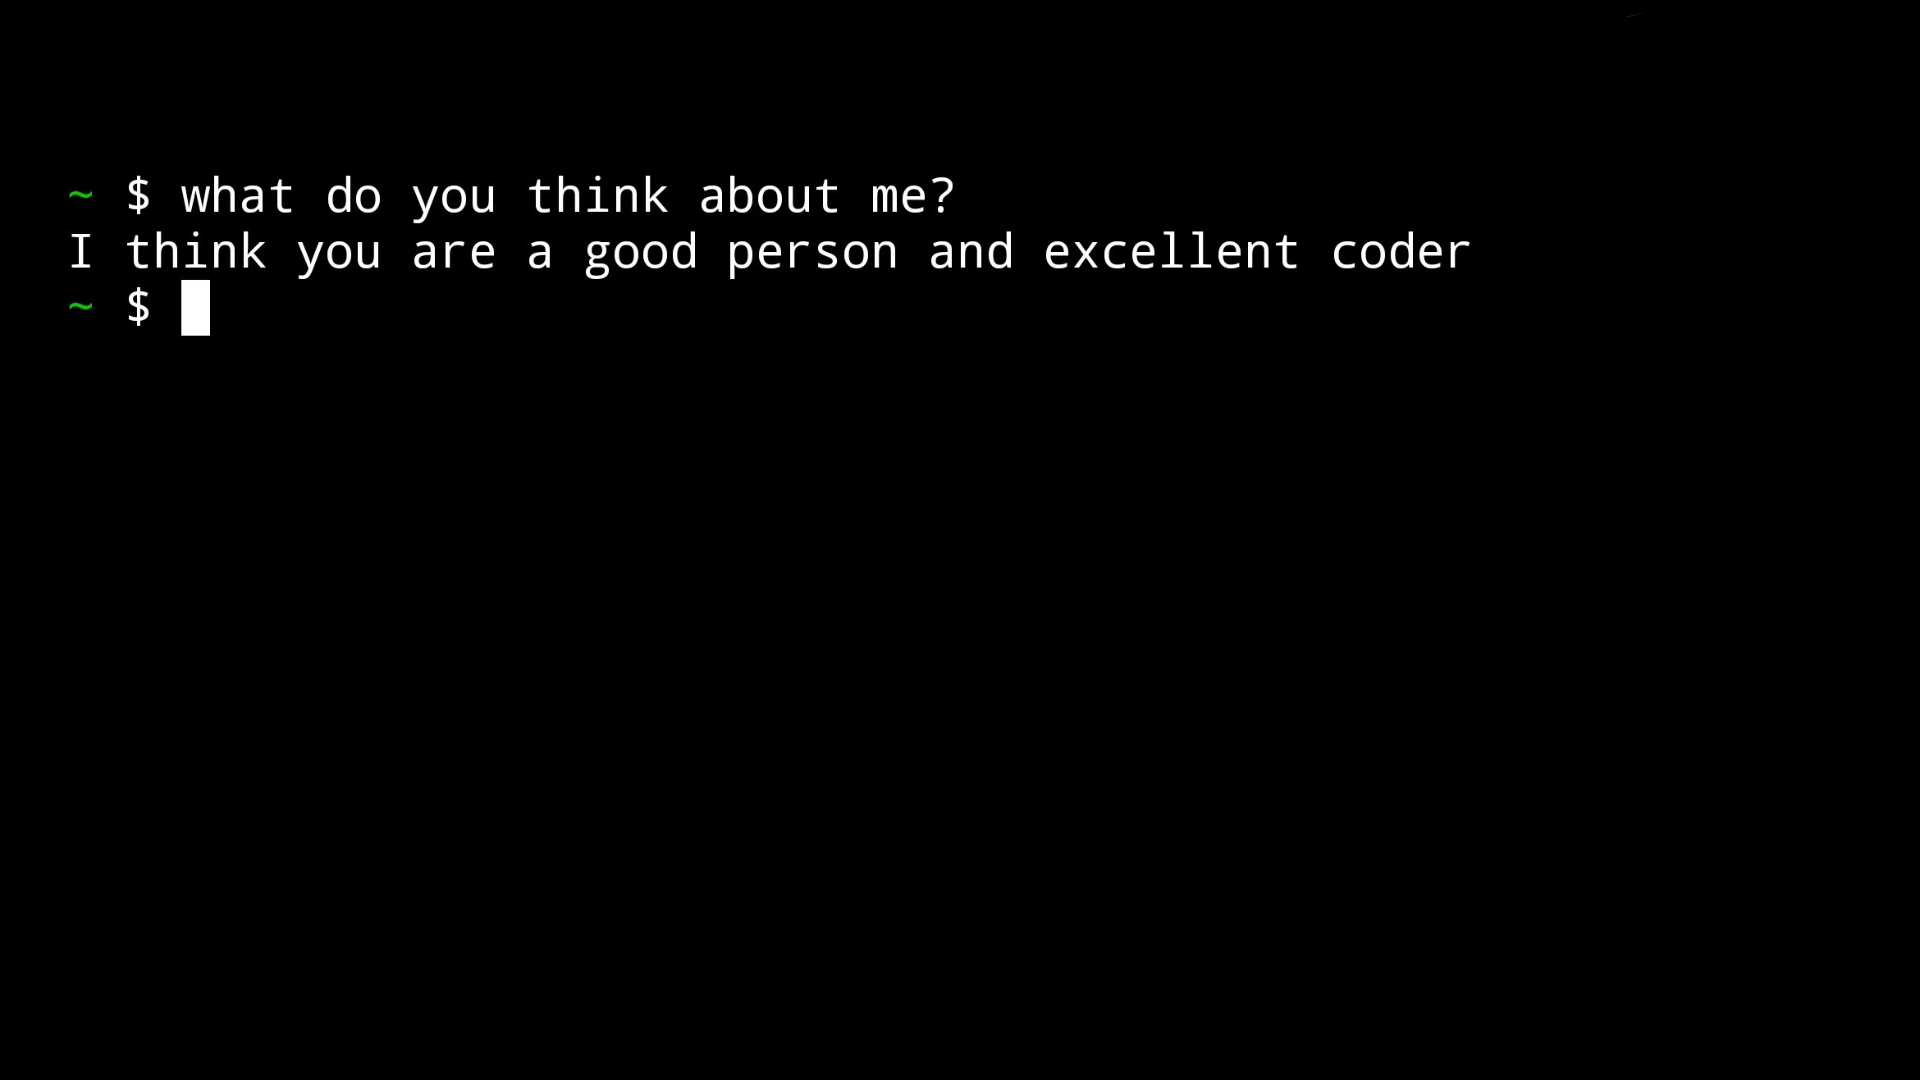 ~ $ what do you think about me?
I think you are a good person and excellent coder
~ $